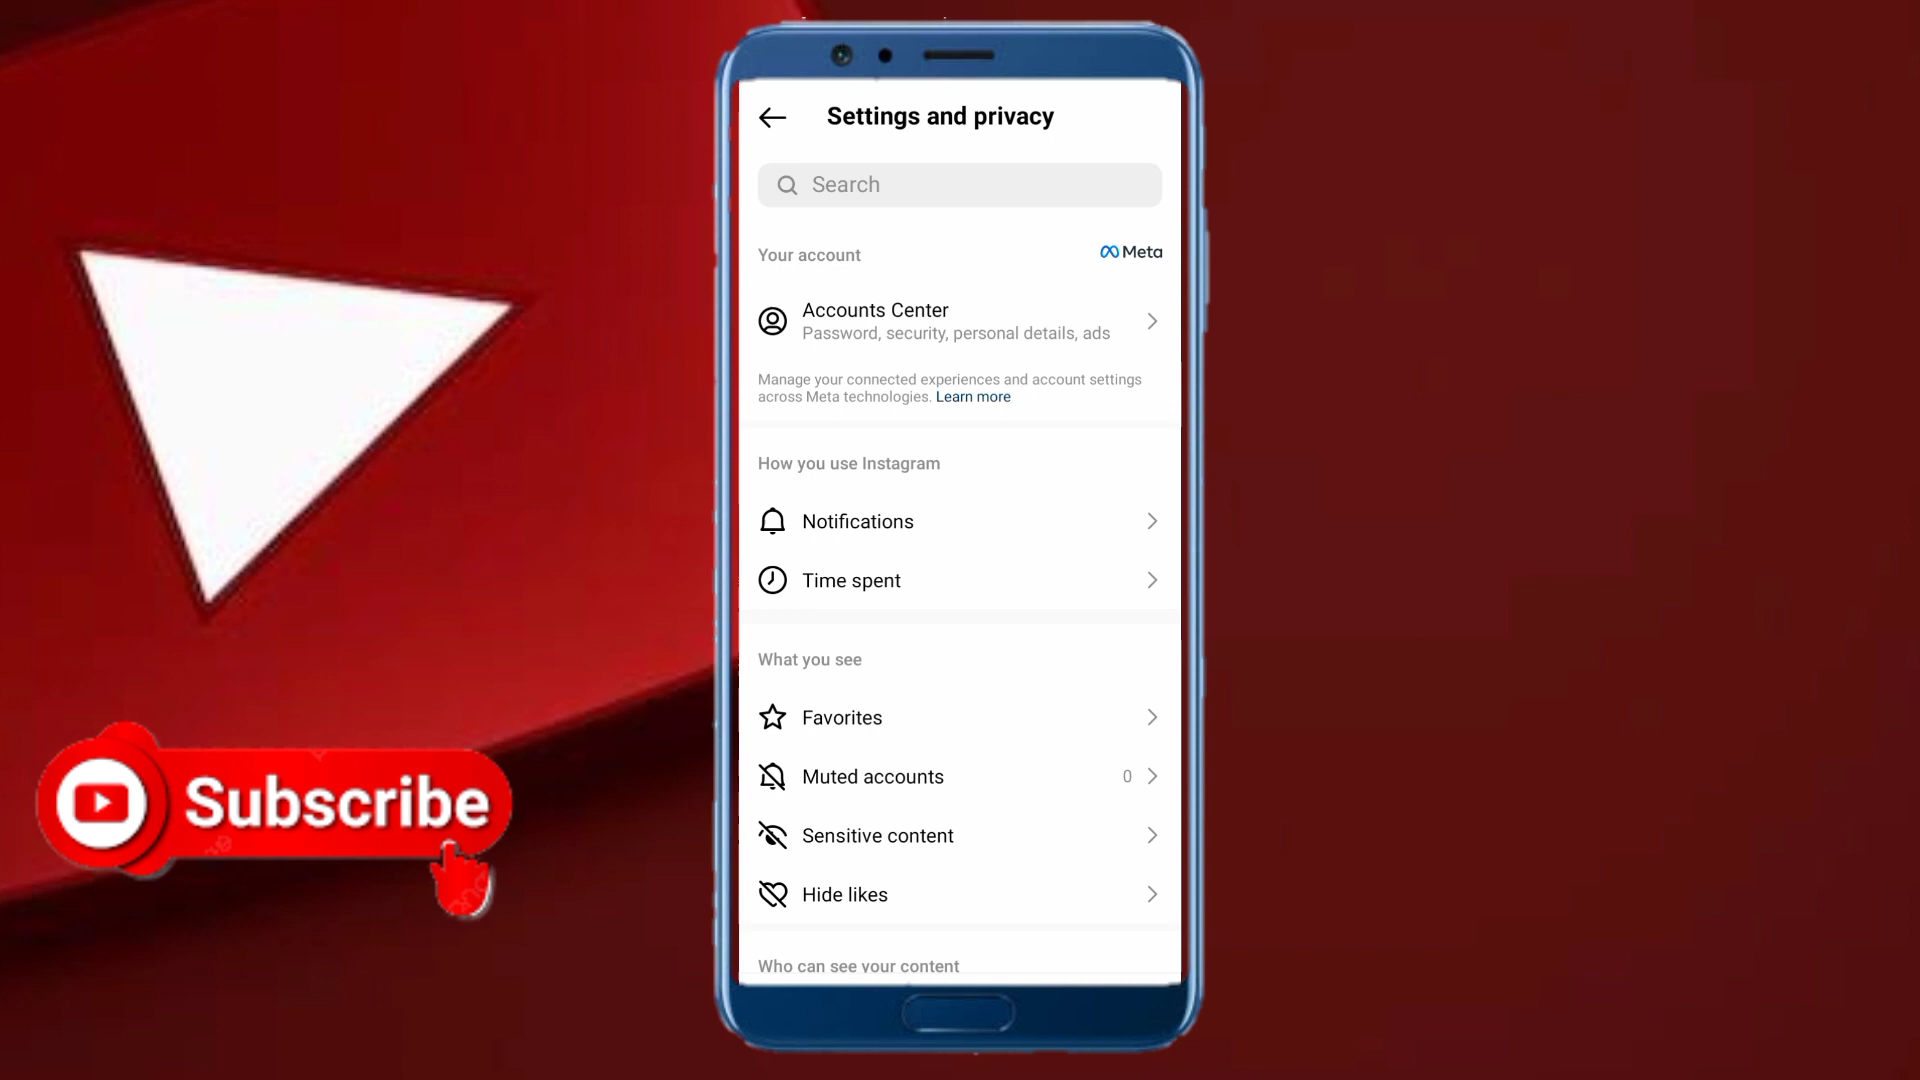 Settings and privacy
Search
Your account
Meta
Accounts Center
Password, security, personal details, ads
Manage your connected experiences and account settings
across Meta technologies. Learn more
How you use Instagram
Notifications
Time spent
What you see
Favorites
Muted accounts 0
Sensitive content
Hide likes
Who can see your content
Subscribe